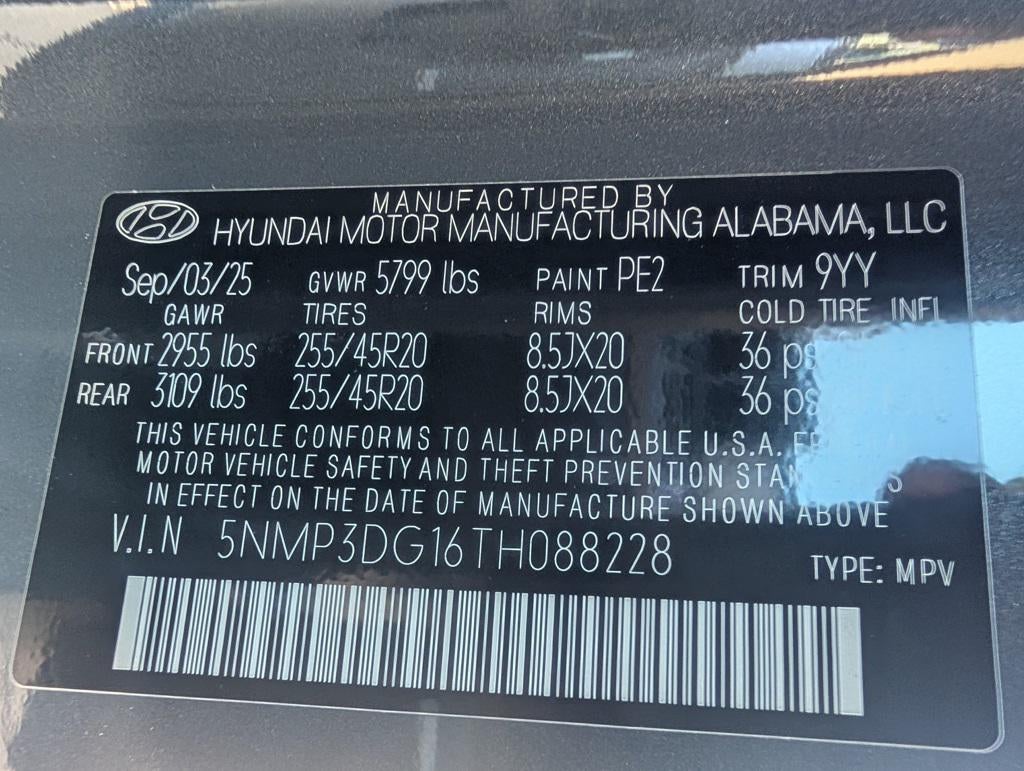 MANUFACTURED BY
HYUNDAI MOTOR MANUFACTURING ALABAMA, LLC
Sep/03/25 GVWR 5799 lbs PAINT PE2 TRIM 9YY
GAWR TIRES RIMS COLD TIRE INFL
FRONT 2955 lbs 255/45R20 8.5JX20 36
REAR 3109 lbs 255/45R20 8.5JX20 36
THIS VEHICLE CONFORMS TO ALL APPLICABLE U.S.A.
MOTOR VEHICLE SAFETY AND THEFT PREVENTION
IN EFFECT ON THE DATE OF MANUFACTURE SHOWN ABOVE
V.I.N 5NMP3DG16TH088228 TYPE: MPV